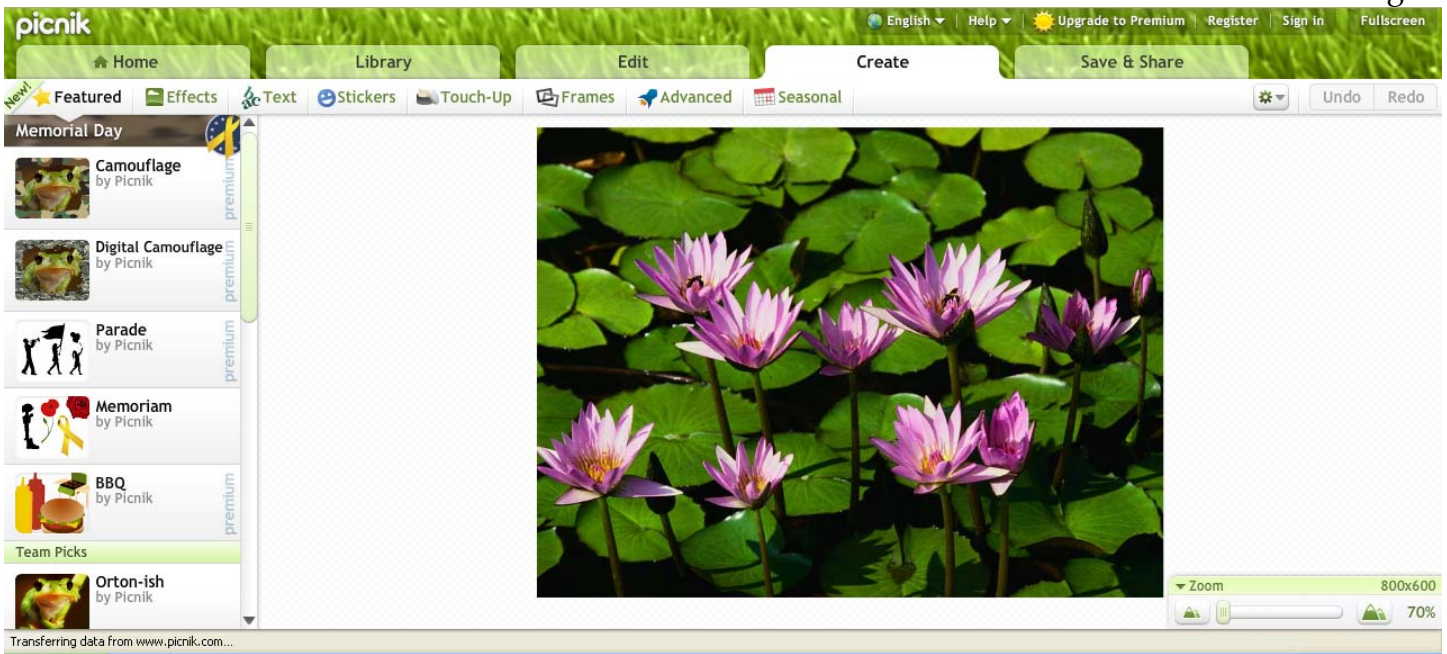 g
picnik
English Help Upgrade to Premium Register Sign in Fullscreen
Home Library Edit Create Save & Share
New! Featured Effects Text Stickers Touch-Up Frames Advanced Seasonal Undo Redo
Memorial Day
Camouflage
by Picnik
premium
Digital Camouflage
by Picnik
premium
Parade
by Picnik
premium
Memoriam
by Picnik
BBQ
by Picnik
premium
Team Picks
Orton-ish
by Picnik
Zoom 800x600
70%
Transferring data from www.picnik.com...